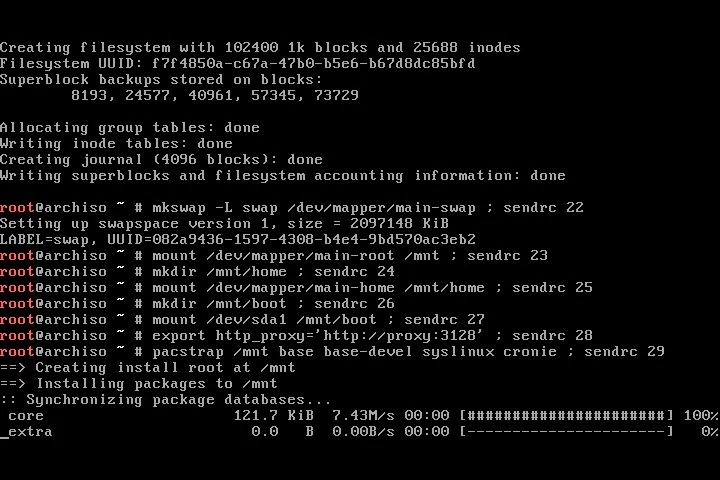 Creating filesystem with 102400 1k blocks and 25688 inodes
Filesystem UUID: f7f4850a-c67a-47b0-b5e6-b67d8dc85bfd
Superblock backups stored on blocks:
        8193, 24577, 40961, 57345, 73729
Allocating group tables: done
Writing inode tables: done
Creating journal (4096 blocks): done
Writing superblocks and filesystem accounting information: done
root@archiso ~ # mkswap -L swap /dev/mapper/main-swap ; sendrc 22
Setting up swapspace version 1, size = 2097148 KiB
LABEL=swap, UUID=082a9436-1597-4308-b4e4-9bd570ac3eb2
root@archiso ~ # mount /dev/mapper/main-root /mnt ; sendrc 23
root@archiso ~ # mkdir /mnt/home ; sendrc 24
root@archiso ~ # mount /dev/mapper/main-home /mnt/home ; sendrc 25
root@archiso ~ # mkdir /mnt/boot ; sendrc 26
root@archiso ~ # mount /dev/sda1 /mnt/boot ; sendrc 27
root@archiso ~ # export http_proxy='http://proxy:3128' ; sendrc 28
root@archiso ~ # pacstrap /mnt base base-devel syslinux cronie ; sendrc 29
==> Creating install root at /mnt
==> Installing packages to /mnt
:: Synchronizing package databases...
 core                        121.7 KiB  7.43M/s 00:00 [######################] 100%
_extra                         0.0   B  0.00B/s 00:00 [----------------------]   0%